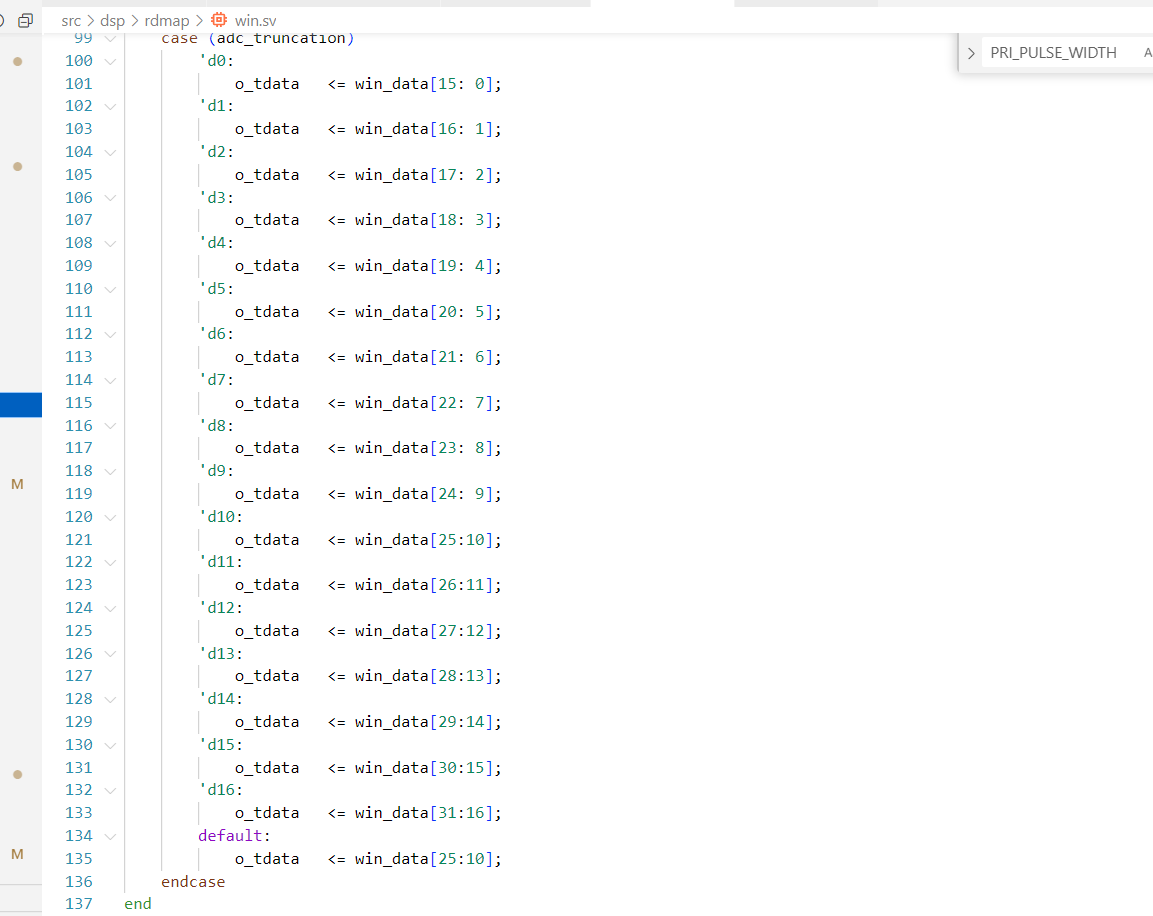 src > dsp > rdmap > win.sv
PRI_PULSE_WIDTH A
99 case (adc_truncation)
100 'd0:
101 o_tdata <= win_data[15: 0];
102 'd1:
103 o_tdata <= win_data[16: 1];
104 'd2:
105 o_tdata <= win_data[17: 2];
106 'd3:
107 o_tdata <= win_data[18: 3];
108 'd4:
109 o_tdata <= win_data[19: 4];
110 'd5:
111 o_tdata <= win_data[20: 5];
112 'd6:
113 o_tdata <= win_data[21: 6];
114 'd7:
115 o_tdata <= win_data[22: 7];
116 'd8:
117 o_tdata <= win_data[23: 8];
M
118 'd9:
119 o_tdata <= win_data[24: 9];
120 'd10:
121 o_tdata <= win_data[25:10];
122 'd11:
123 o_tdata <= win_data[26:11];
124 'd12:
125 o_tdata <= win_data[27:12];
126 'd13:
127 o_tdata <= win_data[28:13];
128 'd14:
129 o_tdata <= win_data[29:14];
130 'd15:
131 o_tdata <= win_data[30:15];
132 'd16:
133 o_tdata <= win_data[31:16];
134 default:
M
135 o_tdata <= win_data[25:10];
136 endcase
137 end